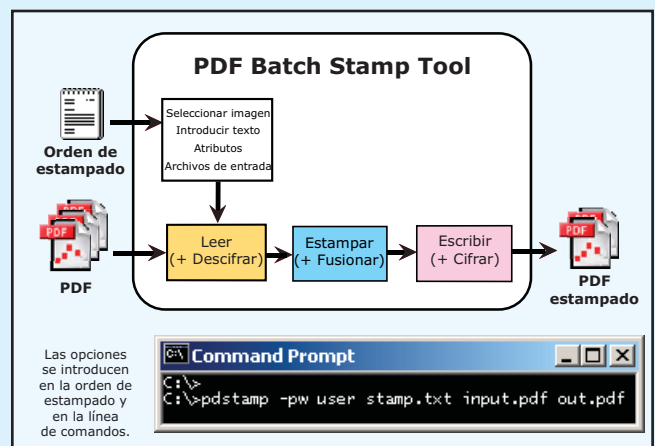 PDF Batch Stamp Tool
Seleccionar imagen
Introducir texto
Atributos
Archivos de entrada
Orden de
estampado
PDF
PDF
Leer
(+ Descifrar)
Estampar
(+ Fusionar)
Escribir
(+ Cifrar)
PDF
PDF
estampado
Las opciones
se introducen
en la orden de
estampado y
en la línea
de comandos.
C:\
Command Prompt
C:\>
C:\>pdstamp -pw user stamp.txt input.pdf out.pdf